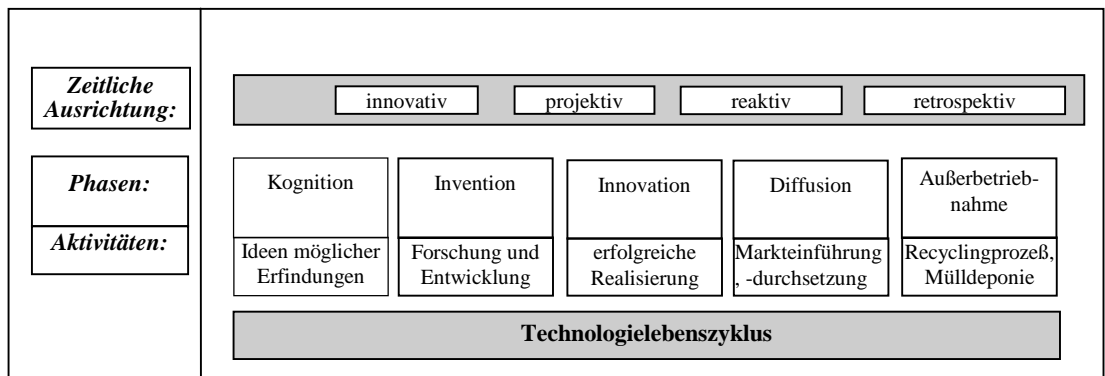 Zeitliche
Ausrichtung:
innovativ
projektiv
reaktiv
retrospektiv
Phasen:
Kognition
Invention
Innovation
Diffusion
Außerbetrieb-
nahme
Aktivitäten:
Ideen möglicher
Erfindungen
Forschung und
Entwicklung
erfolgreiche
Realisierung
Markteinführung
, -durchsetzung
Recyclingprozeß,
Mülldeponie
Technologielebenszyklus